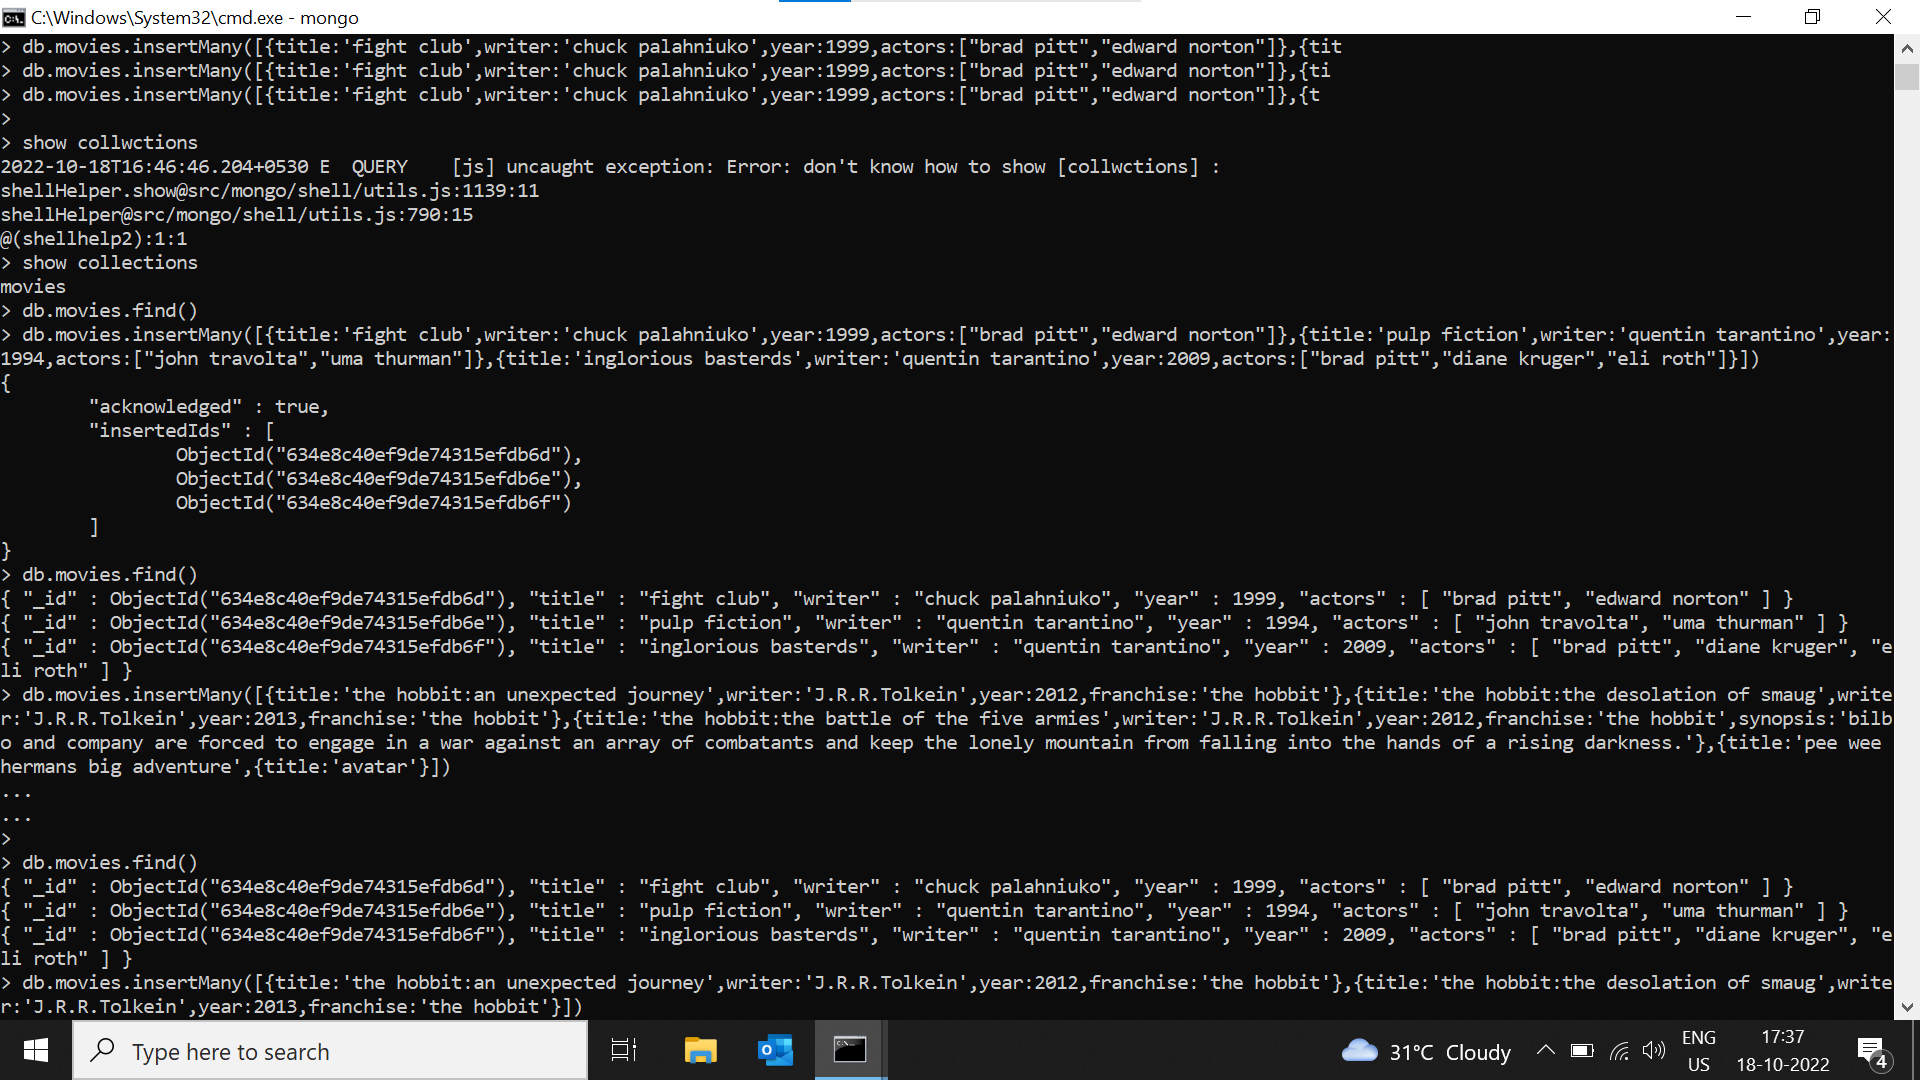 C:\Windows\System32\cmd.exe - mongo
> db.movies.insertMany([{title:'fight club',writer:'chuck palahniuko',year:1999,actors:["brad pitt","edward norton"]},{tit
> db.movies.insertMany([{title:'fight club',writer:'chuck palahniuko',year:1999,actors:["brad pitt","edward norton"]},{ti
> db.movies.insertMany([{title:'fight club',writer:'chuck palahniuko',year:1999,actors:["brad pitt","edward norton"]},{t
>
> show collwctions
2022-10-18T16:46:46.204+0530 E  QUERY    [js] uncaught exception: Error: don't know how to show [collwctions] :
shellHelper.show@src/mongo/shell/utils.js:1139:11
shellHelper@src/mongo/shell/utils.js:790:15
@(shellhelp2):1:1
> show collections
movies
> db.movies.find()
> db.movies.insertMany([{title:'fight club',writer:'chuck palahniuko',year:1999,actors:["brad pitt","edward norton"]},{title:'pulp fiction',writer:'quentin tarantino',year:
1994,actors:["john travolta","uma thurman"]},{title:'inglorious basterds',writer:'quentin tarantino',year:2009,actors:["brad pitt","diane kruger","eli roth"]}])
{
        "acknowledged" : true,
        "insertedIds" : [
                ObjectId("634e8c40ef9de74315efdb6d"),
                ObjectId("634e8c40ef9de74315efdb6e"),
                ObjectId("634e8c40ef9de74315efdb6f")
        ]
}
> db.movies.find()
{ "_id" : ObjectId("634e8c40ef9de74315efdb6d"), "title" : "fight club", "writer" : "chuck palahniuko", "year" : 1999, "actors" : [ "brad pitt", "edward norton" ] }
{ "_id" : ObjectId("634e8c40ef9de74315efdb6e"), "title" : "pulp fiction", "writer" : "quentin tarantino", "year" : 1994, "actors" : [ "john travolta", "uma thurman" ] }
{ "_id" : ObjectId("634e8c40ef9de74315efdb6f"), "title" : "inglorious basterds", "writer" : "quentin tarantino", "year" : 2009, "actors" : [ "brad pitt", "diane kruger", "e
li roth" ] }
> db.movies.insertMany([{title:'the hobbit:an unexpected journey',writer:'J.R.R.Tolkein',year:2012,franchise:'the hobbit'},{title:'the hobbit:the desolation of smaug',write
r:'J.R.R.Tolkein',year:2013,franchise:'the hobbit'},{title:'the hobbit:the battle of the five armies',writer:'J.R.R.Tolkein',year:2012,franchise:'the hobbit',synopsis:'bilb
o and company are forced to engage in a war against an array of combatants and keep the lonely mountain from falling into the hands of a rising darkness.'},{title:'pee wee
hermans big adventure',{title:'avatar'}])
...
...
>
> db.movies.find()
{ "_id" : ObjectId("634e8c40ef9de74315efdb6d"), "title" : "fight club", "writer" : "chuck palahniuko", "year" : 1999, "actors" : [ "brad pitt", "edward norton" ] }
{ "_id" : ObjectId("634e8c40ef9de74315efdb6e"), "title" : "pulp fiction", "writer" : "quentin tarantino", "year" : 1994, "actors" : [ "john travolta", "uma thurman" ] }
{ "_id" : ObjectId("634e8c40ef9de74315efdb6f"), "title" : "inglorious basterds", "writer" : "quentin tarantino", "year" : 2009, "actors" : [ "brad pitt", "diane kruger", "e
li roth" ] }
> db.movies.insertMany([{title:'the hobbit:an unexpected journey',writer:'J.R.R.Tolkein',year:2012,franchise:'the hobbit'},{title:'the hobbit:the desolation of smaug',write
r:'J.R.R.Tolkein',year:2013,franchise:'the hobbit'}])
Type here to search
31°C Cloudy
ENG
US
17:37
18-10-2022
4